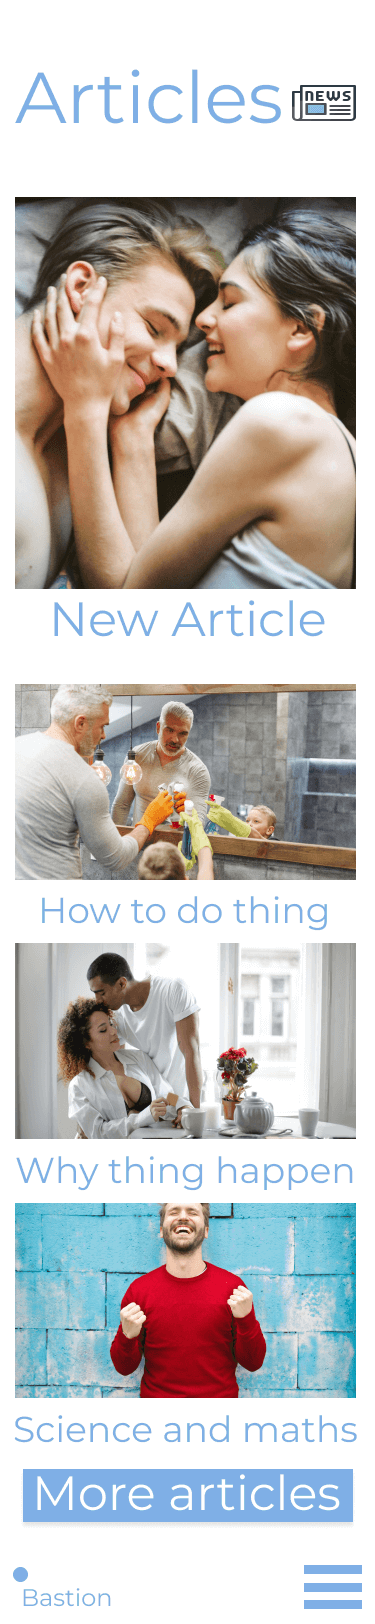 Articles
NEWS
New Article
How to do thing
Why thing happen
Science and maths
More articles
Bastion